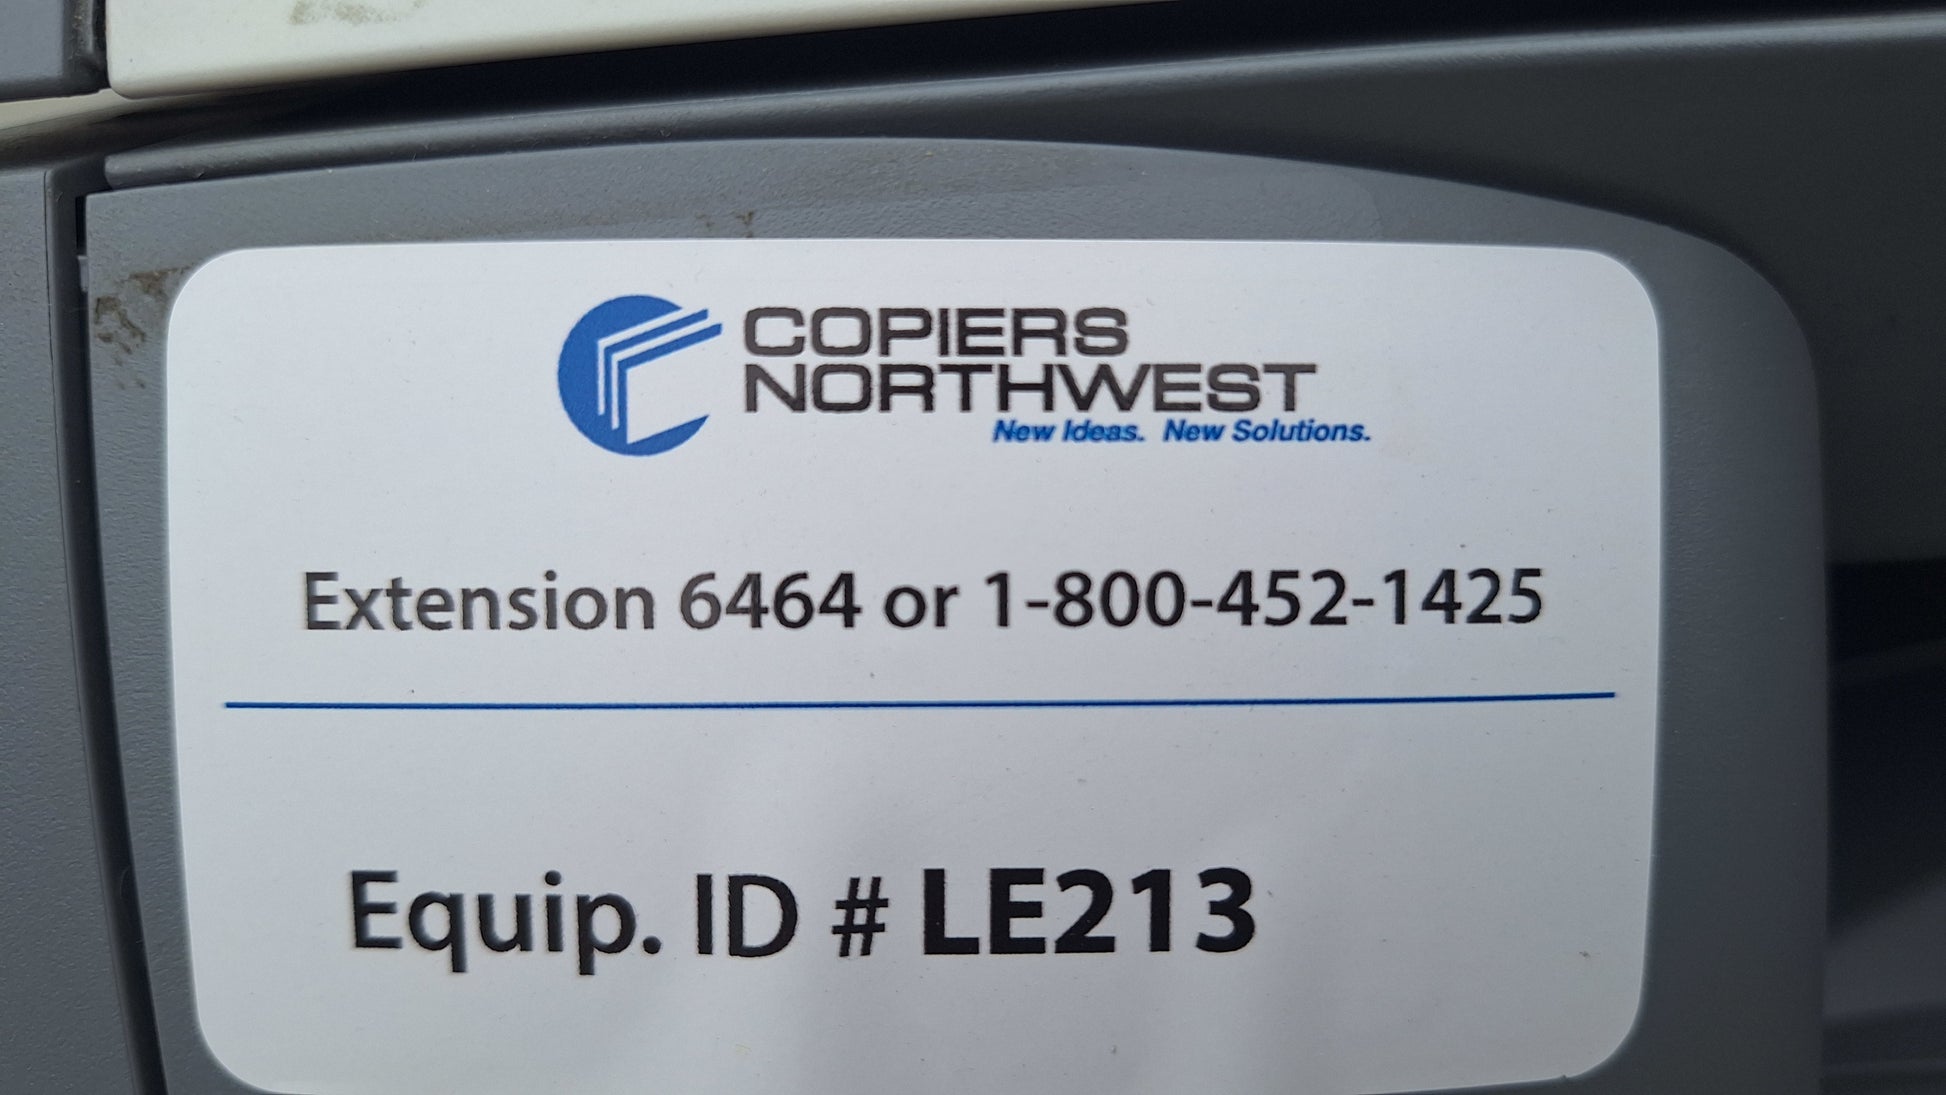 COPIERS
NORTHWEST
New Ideas. New Solutions.
Extension 6464 or 1-800-452-1425
Equip. ID # LE213